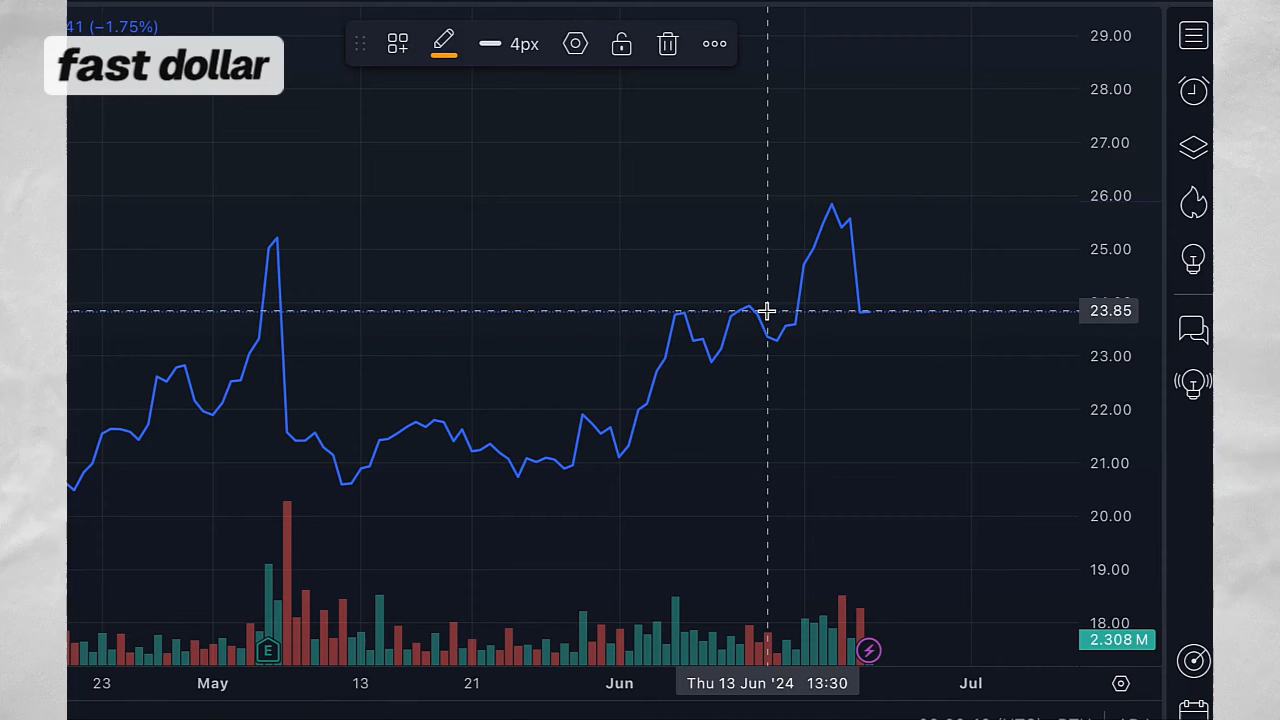 41 (−1.75%)
fast dollar
4px
29.00
28.00
27.00
26.00
25.00
23.85
23.00
22.00
21.00
20.00
19.00
18.00
2.308 M
E
23 May 13 21 Jun Thu 13 Jun '24 13:30 Jul